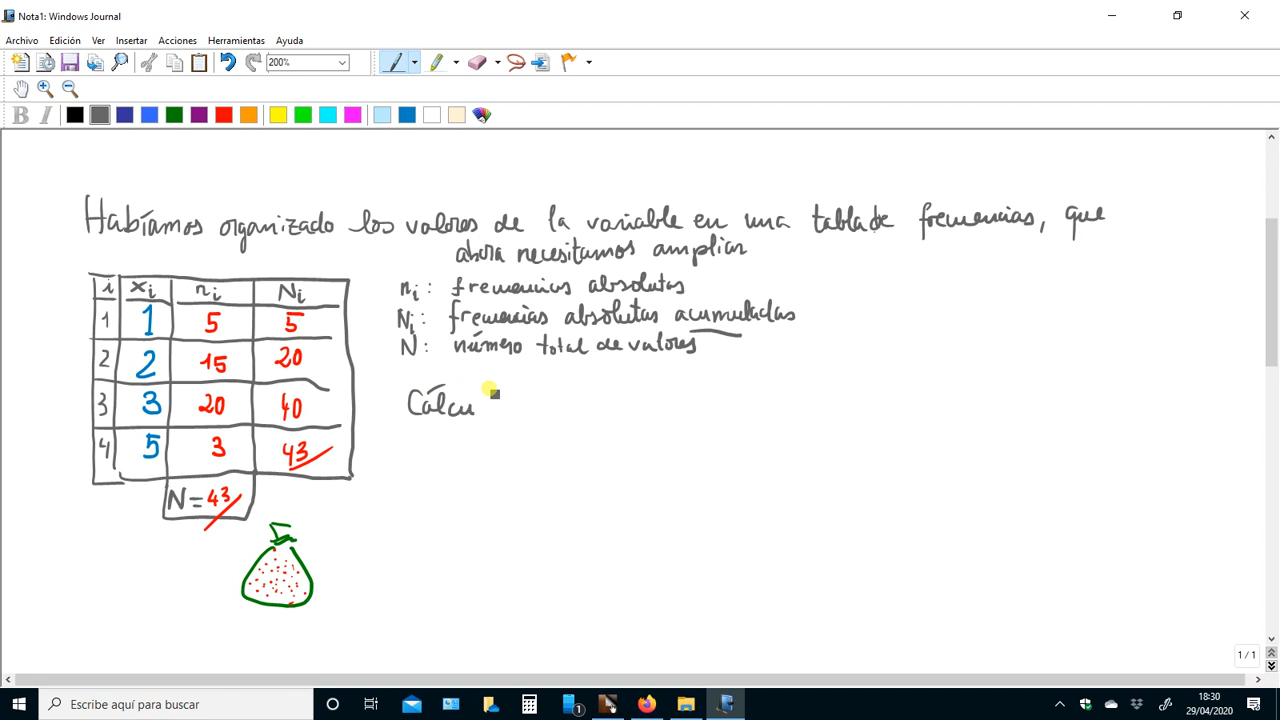 Nota1: Windows Journal
Archivo Edición Ver Insertar Acciones Herramientas Ayuda
200%
B I
Habíamos organizado los valores de la variable en una tabla de frecuencias, que
ahora necesitamos ampliar
i xi ni Ni
1 1 5 5
2 2 15 20
3 3 20 40
4 5 3 43
N = 43
ni: frecuencias absolutas
Ni: frecuencias absolutas acumuladas
N: número total de valores
Cálcu
1 / 1
Escribe aquí para buscar
1
18:30
29/04/2020